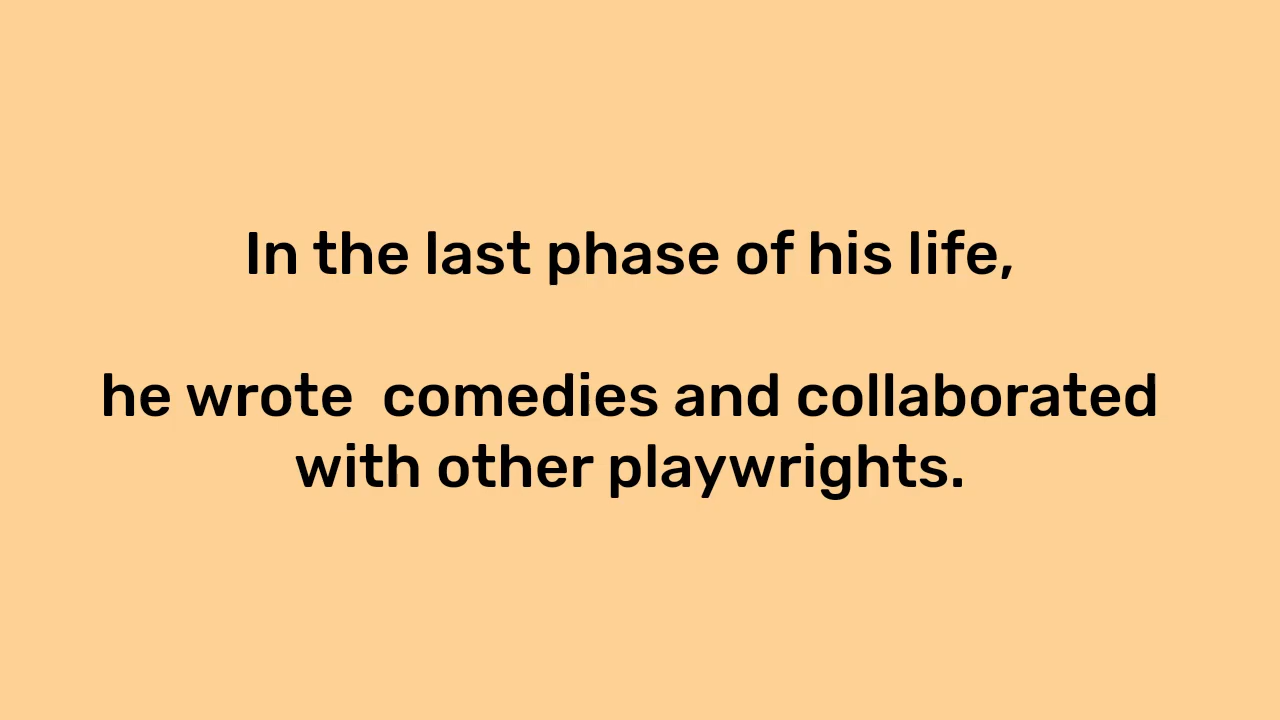 In the last phase of his life,
he wrote  comedies and collaborated
with other playwrights.